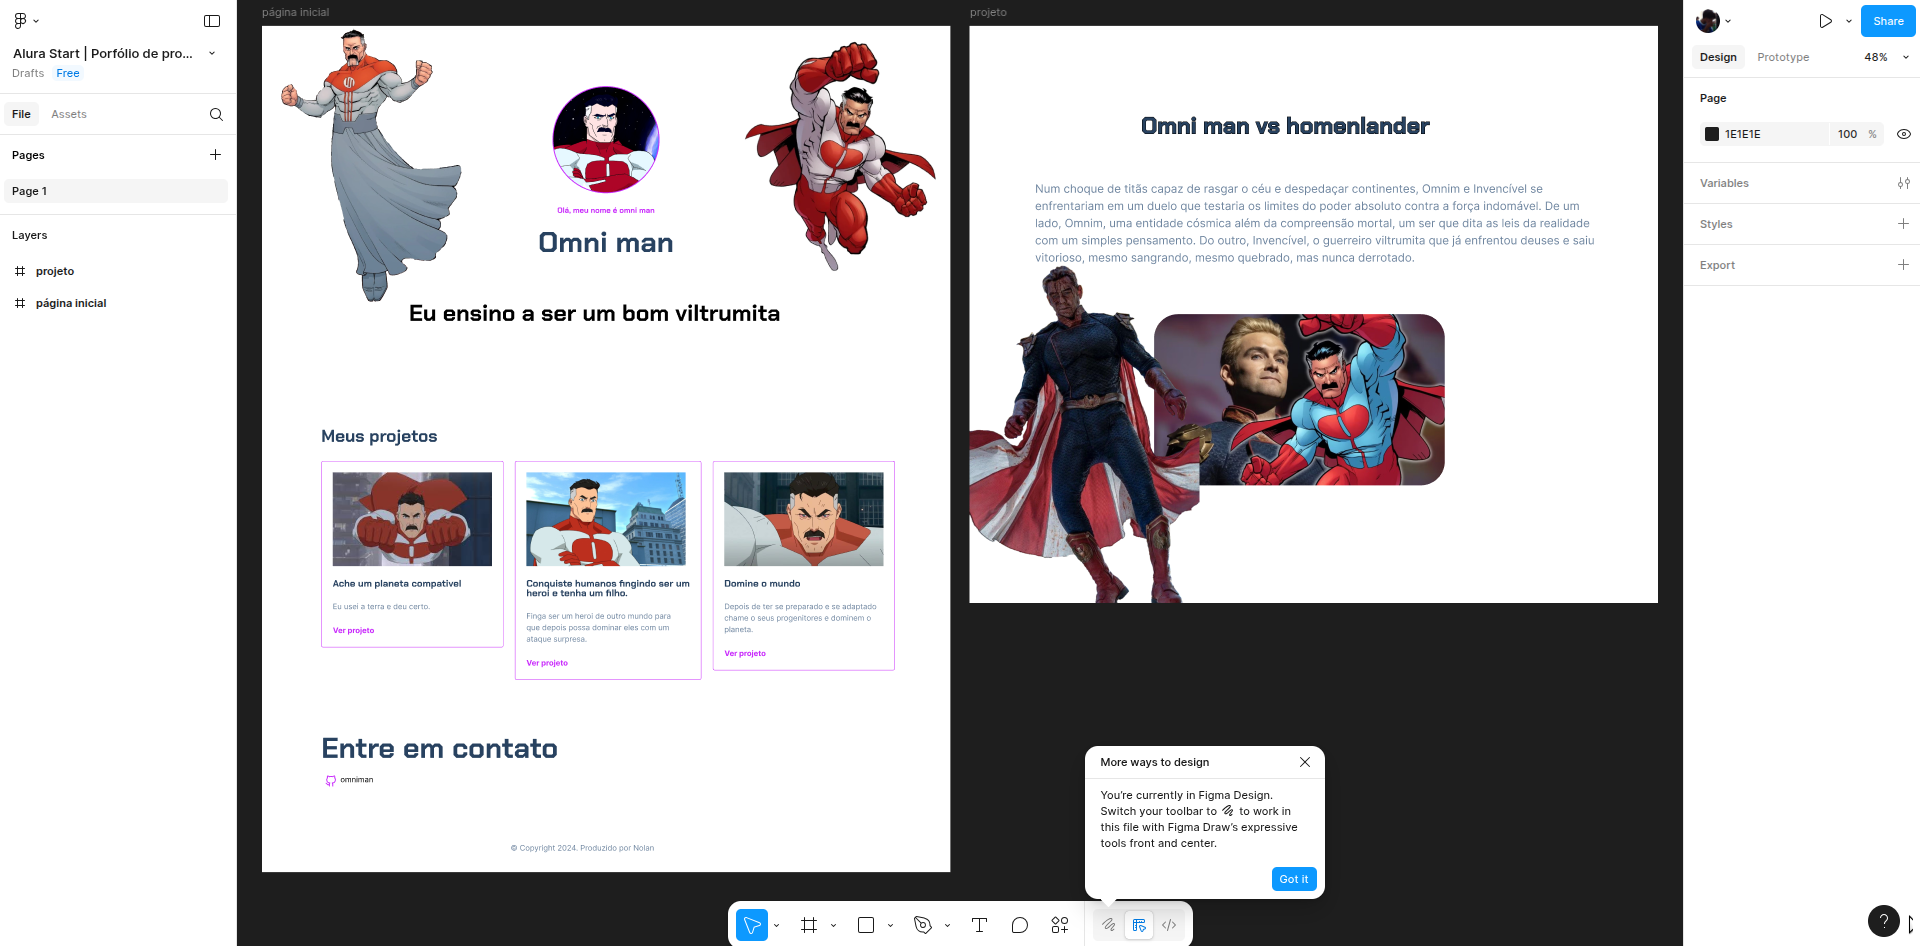 Alura Start | Porfólio de pro...
Drafts
Free
File
Assets
Pages
Page 1
Layers
projeto
página inicial
página inicial
Olá, meu nome é omni man
Omni man
Eu ensino a ser um bom viltrumita
Meus projetos
Ache um planeta compativel
Eu usei a terra e deu certo.
Ver projeto
Conquiste humanos fingindo ser um
heroi e tenha um filho.
Finga ser um heroi de outro mundo para
que depois possa dominar eles com um
ataque surpresa.
Ver projeto
Domine o mundo
Depois de ter se preparado e se adaptado
chame o seus progenitores e dominem o
planeta.
Ver projeto
Entre em contato
omniman
© Copyright 2024. Produzido por Nolan
projeto
Omni man vs homenlander
Num choque de titãs capaz de rasgar o céu e despedaçar continentes, Omnim e Invencível se
enfrentariam em um duelo que testaria os limites do poder absoluto contra a força indomável. De um
lado, Omnim, uma entidade cósmica além da compreensão mortal, um ser que dita as leis da realidade
com um simples pensamento. Do outro, Invencível, o guerreiro viltrumita que já enfrentou deuses e saiu
vitorioso, mesmo sangrando, mesmo quebrado, mas nunca derrotado.
More ways to design
You're currently in Figma Design.
Switch your toolbar to to work in
this file with Figma Draw's expressive
tools front and center.
Got it
Share
Design
Prototype
48%
Page
1E1E1E
100
%
Variables
Styles
Export
?